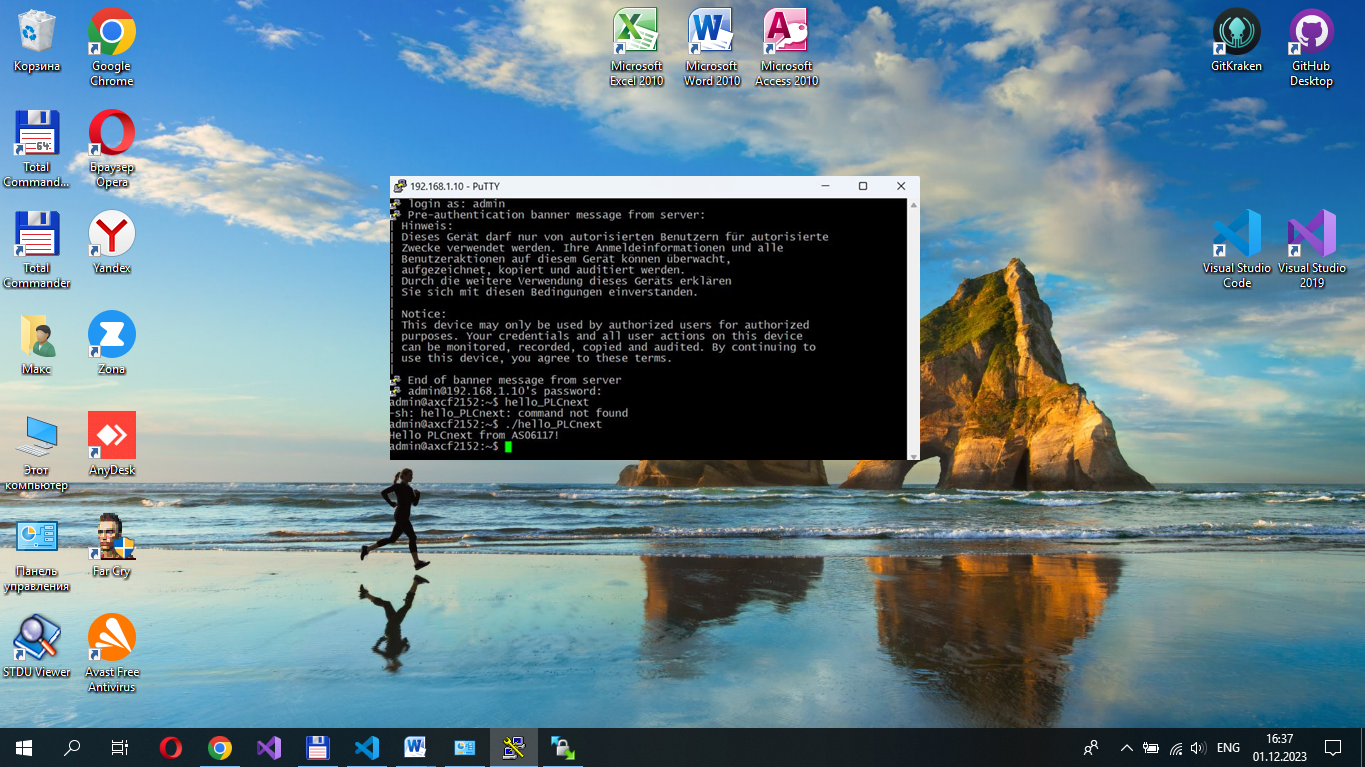 Корзина
Google
Chrome
Microsoft
Excel 2010
Microsoft
Word 2010
Microsoft
Access 2010
GitKraken
GitHub
Desktop
64
Total
Command...
Браузер
Opera
Total
Commander
Yandex
Visual Studio
Code
Visual Studio
2019
Макс
Zona
Этот
компьютер
AnyDesk
Панель
управления
Far Cry
STDU Viewer
Avast Free
Antivirus
192.168.1.10 - PuTTY
login as: admin
Pre-authentication banner message from server:
| Hinweis:
| Dieses Gerät darf nur von autorisierten Benutzern für autorisierte
| Zwecke verwendet werden. Ihre Anmeldeinformationen und alle
| Benutzeraktionen auf diesem Gerät können überwacht,
| aufgezeichnet, kopiert und auditiert werden.
| Durch die weitere Verwendung dieses Geräts erklären
| Sie sich mit diesen Bedingungen einverstanden.
|
| Notice:
| This device may only be used by authorized users for authorized
| purposes. Your credentials and all user actions on this device
| can be monitored, recorded, copied and audited. By continuing to
| use this device, you agree to these terms.
|
End of banner message from server
admin@192.168.1.10's password:
admin@axcf2152:~$ hello_PLCnext
-sh: hello_PLCnext: command not found
admin@axcf2152:~$ ./hello_PLCnext
Hello PLCnext from AS06117!
admin@axcf2152:~$
ENG
16:37
01.12.2023